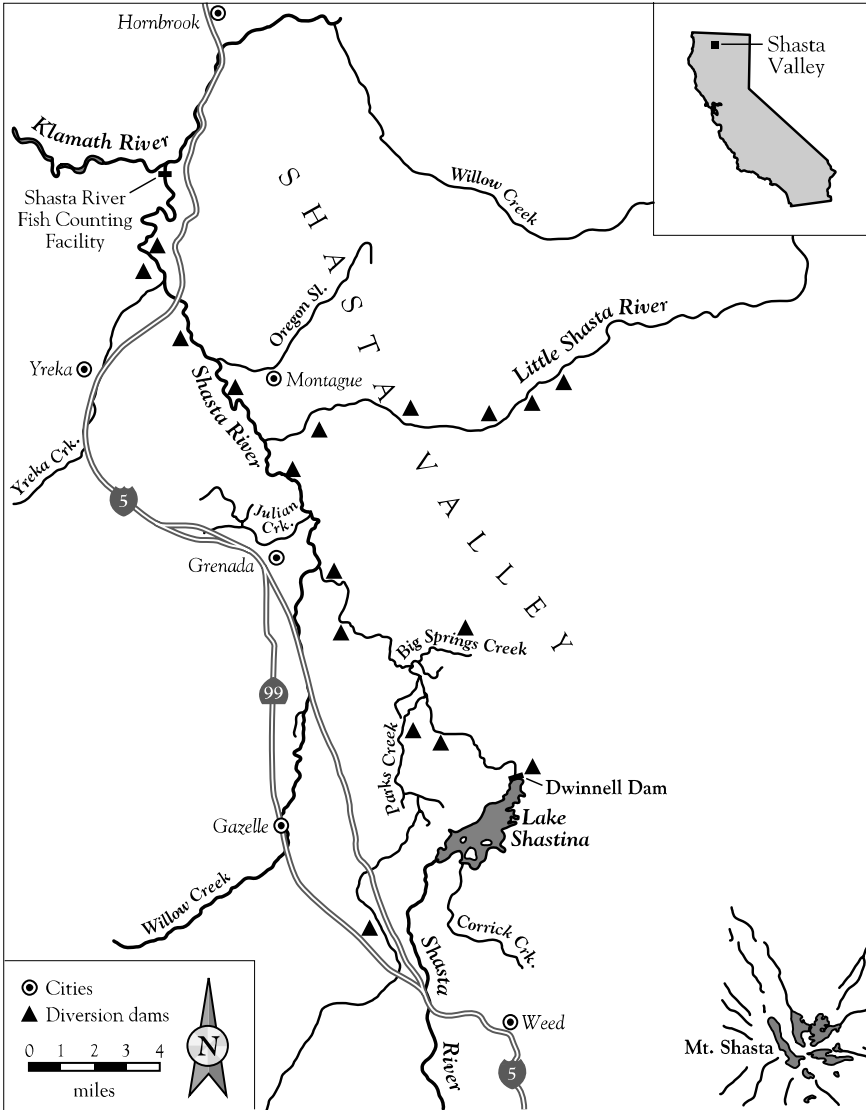 Hornbrook
Shasta
Valley
Klamath River
Willow Creek
Shasta River
Fish Counting
Facility
SHASTA VALLEY
Oregon Sl.
Little Shasta River
Yreka
Montague
Shasta River
Yreka Crk.
5
Julian
Crk.
Grenada
Big Springs Creek
99
Parks Creek
Dwinnell Dam
Lake
Shastina
Gazelle
Willow Creek
Corrick Crk.
Shasta
River
Cities
Diversion dams
0 1 2 3 4
miles
N
Weed
Mt. Shasta
5